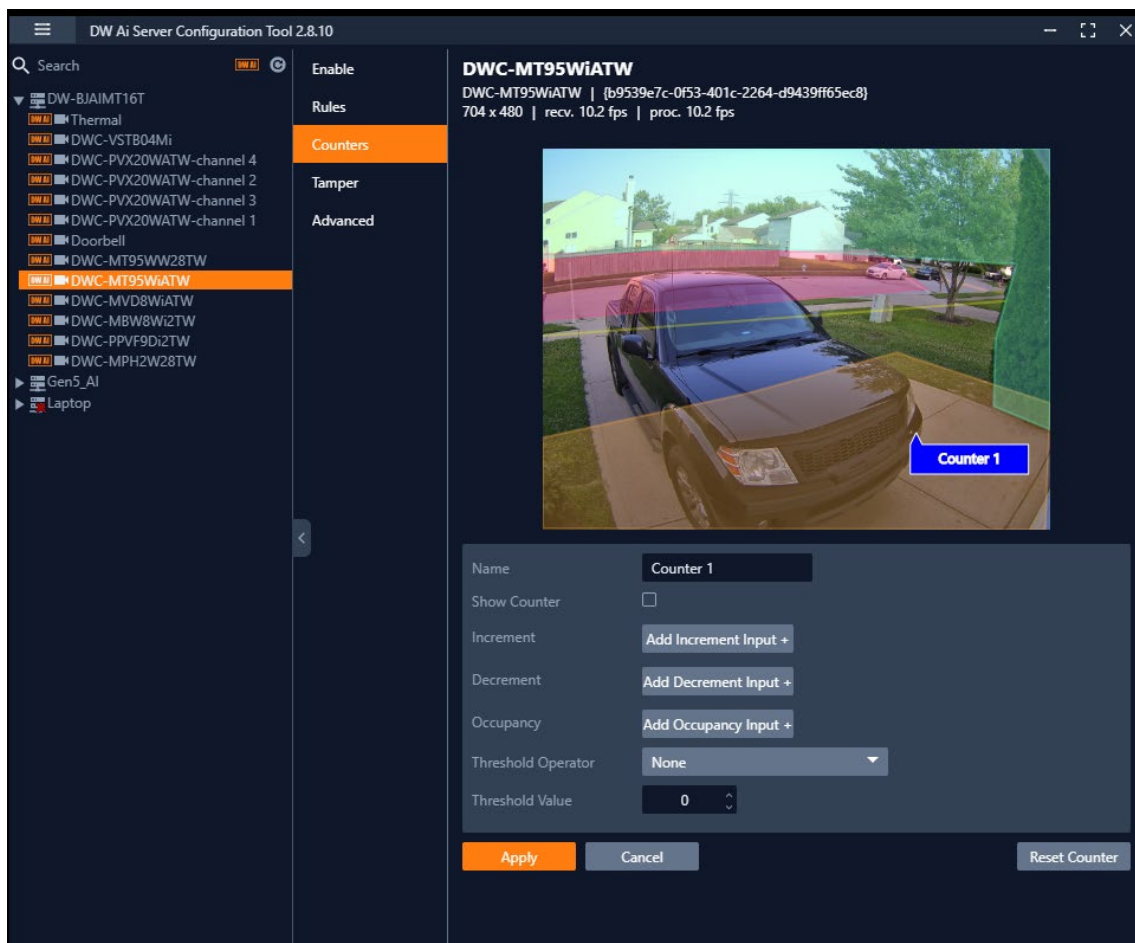 DW Ai Server Configuration Tool 2.8.10
Search
DW AI
DW-BJAIMT16T
DW AI Thermal
DW AI DWC-VSTB04Mi
DW AI DWC-PVX20WATW-channel 4
DW AI DWC-PVX20WATW-channel 2
DW AI DWC-PVX20WATW-channel 3
DW AI DWC-PVX20WATW-channel 1
DW AI Doorbell
DW AI DWC-MT95WW28TW
DW AI DWC-MT95WiATW
DW AI DWC-MVD8WiATW
DW AI DWC-MBW8Wi2TW
DW AI DWC-PPVF9Di2TW
DW AI DWC-MPH2W28TW
Gen5_AI
Laptop
Enable
Rules
Counters
Tamper
Advanced
DWC-MT95WiATW
DWC-MT95WiATW | {b9539e7c-0f53-401c-2264-d9439ff65ec8}
704 x 480 | recv. 10.2 fps | proc. 10.2 fps
Counter 1
Name Counter 1
Show Counter
Increment Add Increment Input +
Decrement Add Decrement Input +
Occupancy Add Occupancy Input +
Threshold Operator None
Threshold Value 0
Apply Cancel Reset Counter